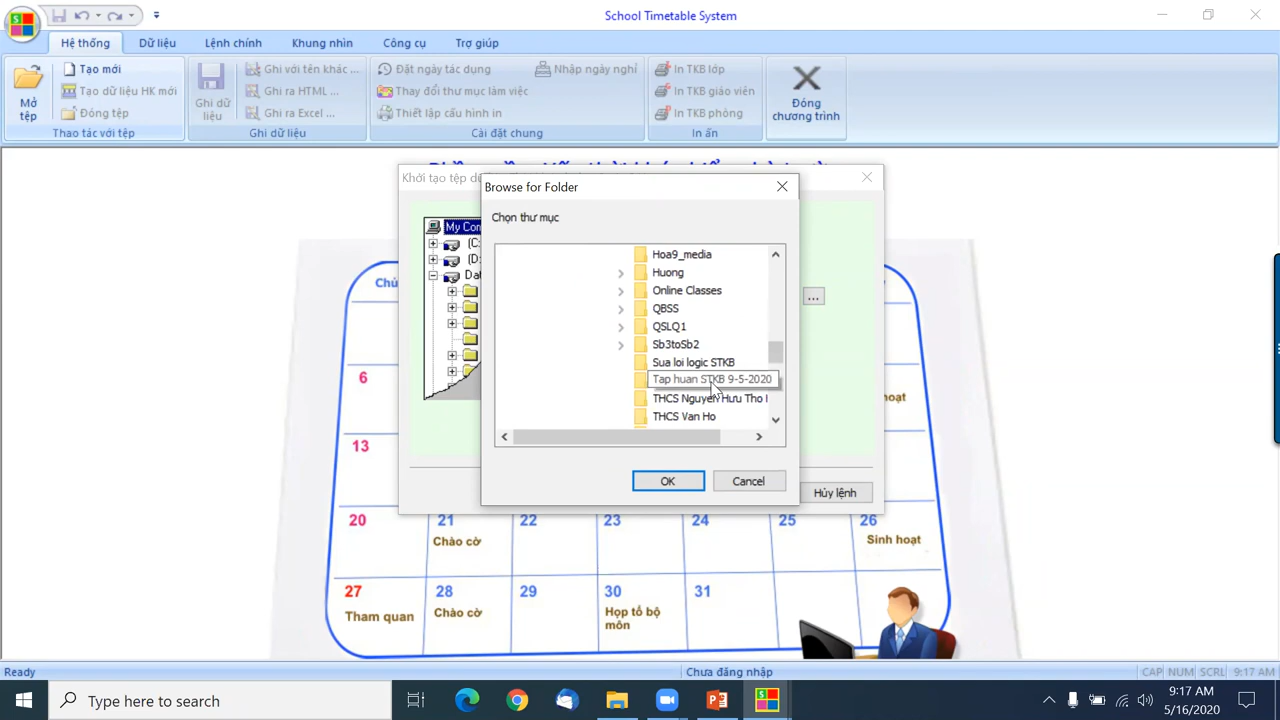 School Timetable System
Hệ thống
Dữ liệu
Lệnh chính
Khung nhìn
Công cụ
Trợ giúp
Mở tệp
Tạo mới
Tạo dữ liệu HK mới
Đóng tệp
Thao tác với tệp
Ghi dữ liệu
Ghi với tên khác ...
Ghi ra HTML ...
Ghi ra Excel ...
Ghi dữ liệu
Đặt ngày tác dụng
Nhập ngày nghỉ
Thay đổi thư mục làm việc
Thiết lập cấu hình in
Cài đặt chung
In TKB lớp
In TKB giáo viên
In TKB phòng
In ấn
Đóng chương trình
Khởi tạo tệp
Browse for Folder
Chọn thư mục
My Con
(C:
(D:
Dat
...
Hoa9_media
Huong
Online Classes
QBSS
QSLQ1
Sb3toSb2
Sua loi logic STKB
Tap huan STKB 9-5-2020
THCS Nguyen Huu Tho
THCS Van Ho
OK
Cancel
Hủy lệnh
Chủ
6
hoạt
13
20
21
Chào cờ
22
23
24
25
26
Sinh hoạt
27
Tham quan
28
Chào cờ
29
30
Họp tổ bộ
môn
31
Ready
Chưa đăng nhập
CAP
NUM
SCRL
9:17 AM
Type here to search
9:17 AM
5/16/2020